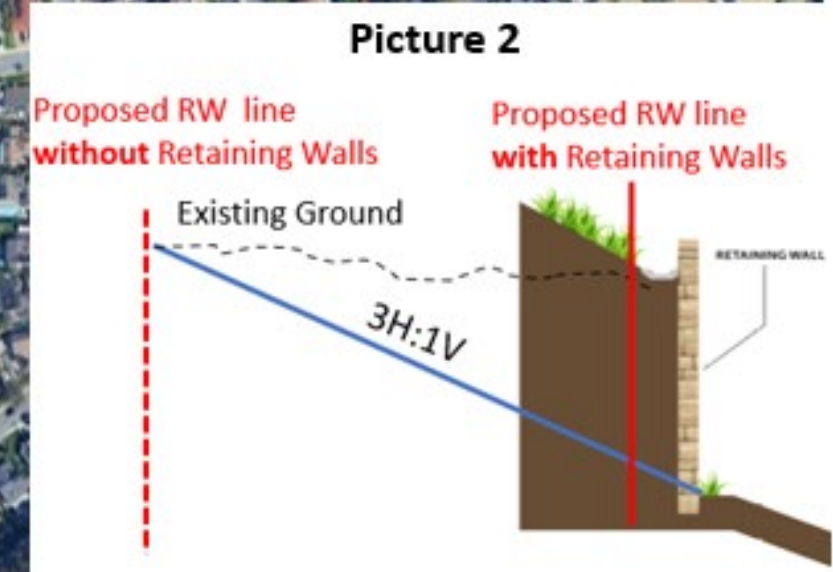 Picture 2
Proposed RW line
without Retaining Walls
Proposed RW line
with Retaining Walls
Existing Ground
RETAINING WALL
3H:1V